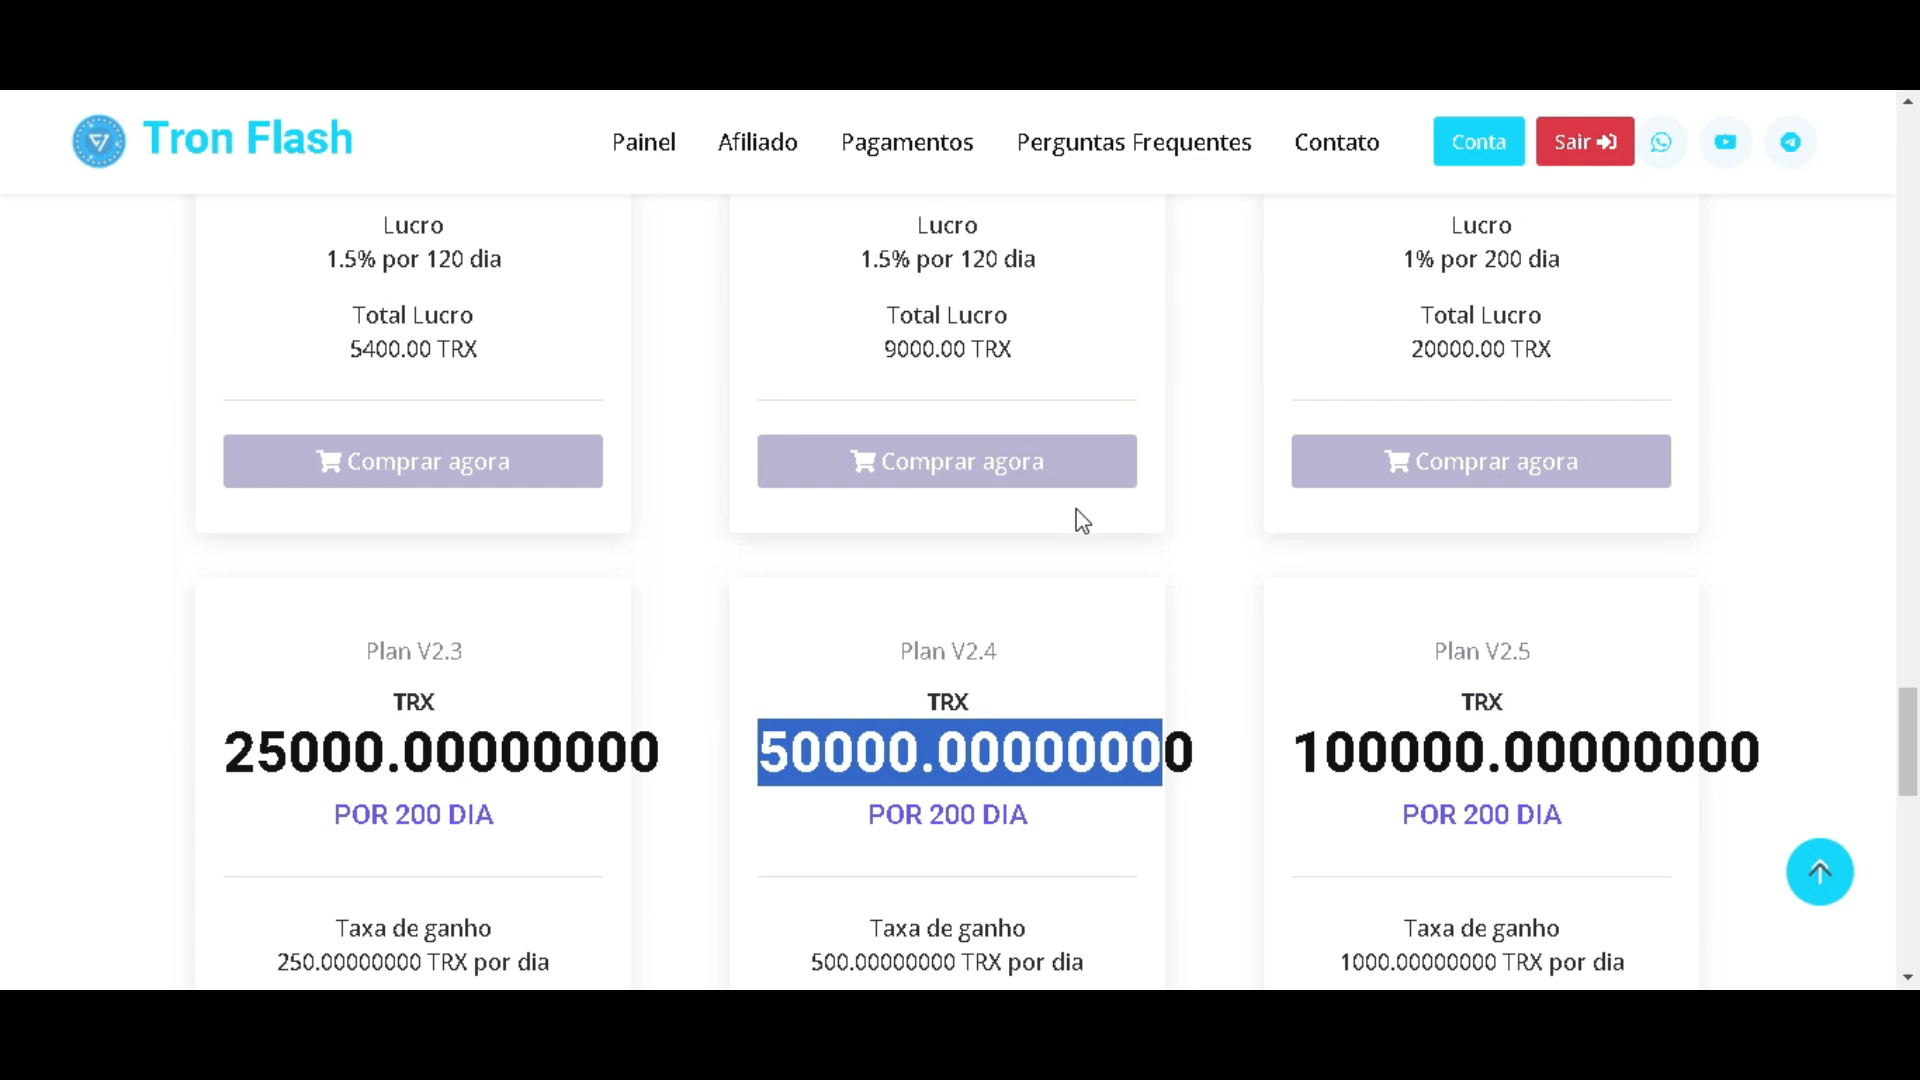 Tron Flash
Painel Afiliado Pagamentos Perguntas Frequentes Contato Conta Sair
Lucro
1.5% por 120 dia
Total Lucro
5400.00 TRX
Comprar agora
Lucro
1.5% por 120 dia
Total Lucro
9000.00 TRX
Comprar agora
Lucro
1% por 200 dia
Total Lucro
20000.00 TRX
Comprar agora
Plan V2.3
TRX
25000.00000000
POR 200 DIA
Taxa de ganho
250.00000000 TRX por dia
Plan V2.4
TRX
50000.00000000
POR 200 DIA
Taxa de ganho
500.00000000 TRX por dia
Plan V2.5
TRX
100000.00000000
POR 200 DIA
Taxa de ganho
1000.00000000 TRX por dia